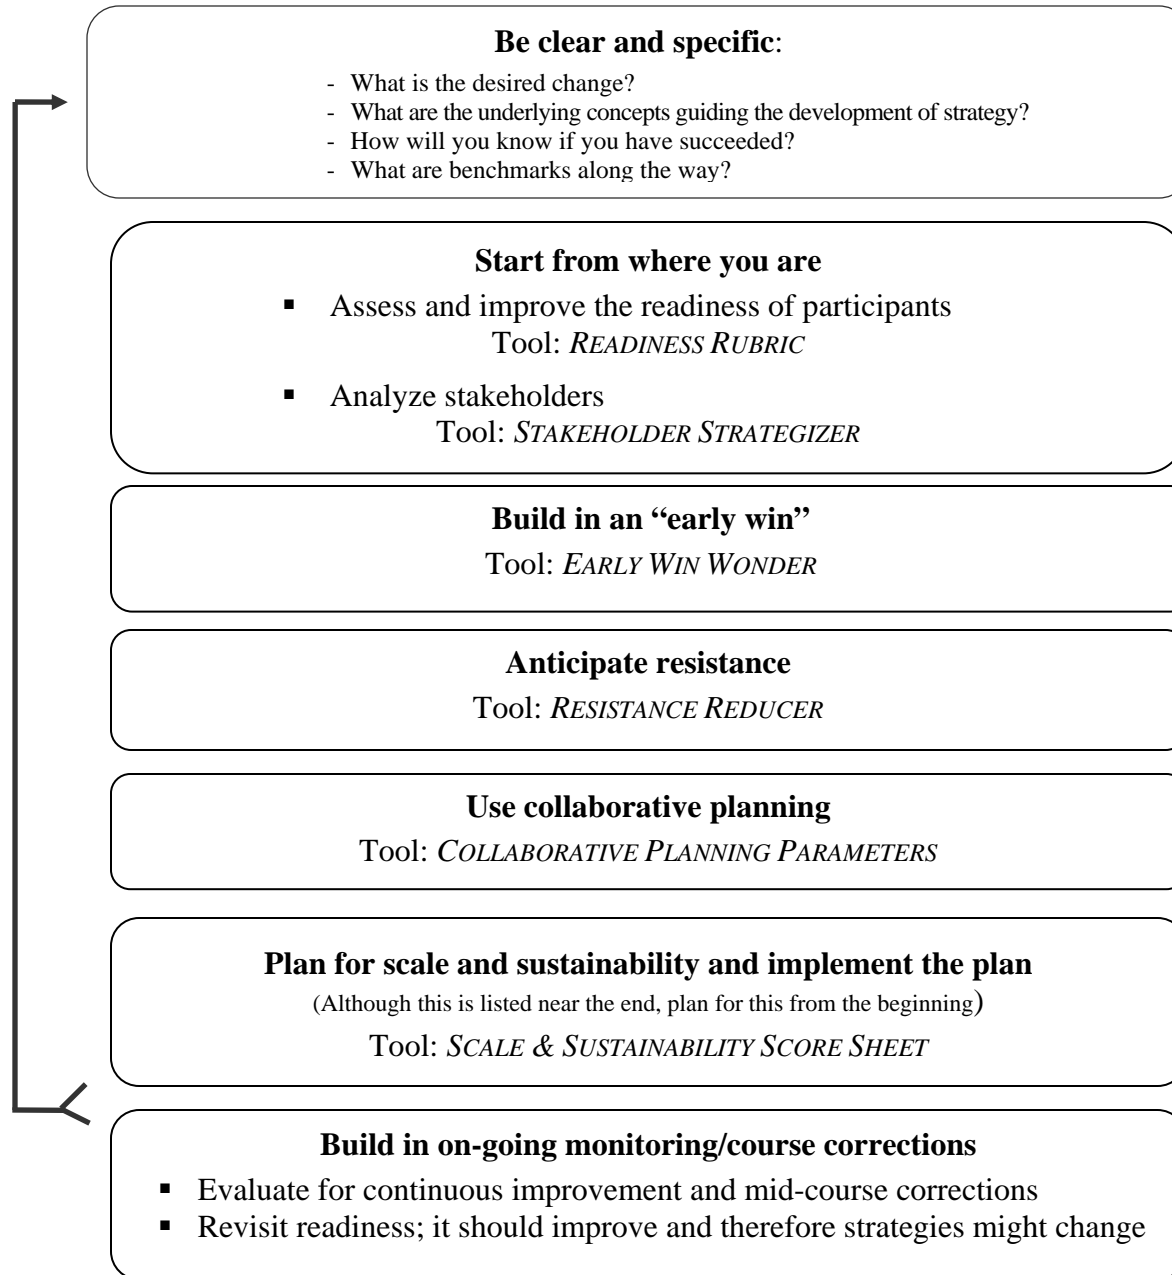 Be clear and specific:
- What is the desired change?
- What are the underlying concepts guiding the development of strategy?
- How will you know if you have succeeded?
- What are benchmarks along the way?
Start from where you are
▪ Assess and improve the readiness of participants
Tool: READINESS RUBRIC
▪ Analyze stakeholders
Tool: STAKEHOLDER STRATEGIZER
Build in an “early win”
Tool: EARLY WIN WONDER
Anticipate resistance
Tool: RESISTANCE REDUCER
Use collaborative planning
Tool: COLLABORATIVE PLANNING PARAMETERS
Plan for scale and sustainability and implement the plan
(Although this is listed near the end, plan for this from the beginning)
Tool: SCALE & SUSTAINABILITY SCORE SHEET
Build in on-going monitoring/course corrections
▪ Evaluate for continuous improvement and mid-course corrections
▪ Revisit readiness; it should improve and therefore strategies might change